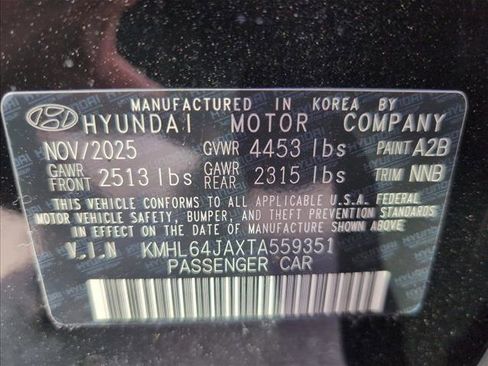 MANUFACTURED IN KOREA BY
HYUNDAI MOTOR COMPANY
NOV/2025 GVWR 4453 lbs PAINT A2B
GAWR FRONT 2513 lbs GAWR REAR 2315 lbs TRIM NNB
THIS VEHICLE CONFORMS TO ALL APPLICABLE U.S.A. FEDERAL
MOTOR VEHICLE SAFETY, BUMPER, AND THEFT PREVENTION
STANDARDS IN EFFECT ON THE DATE OF MANUFACTURE SHOWN ABOVE.
V.I.N KMHL64JAXTA559351
PASSENGER CAR